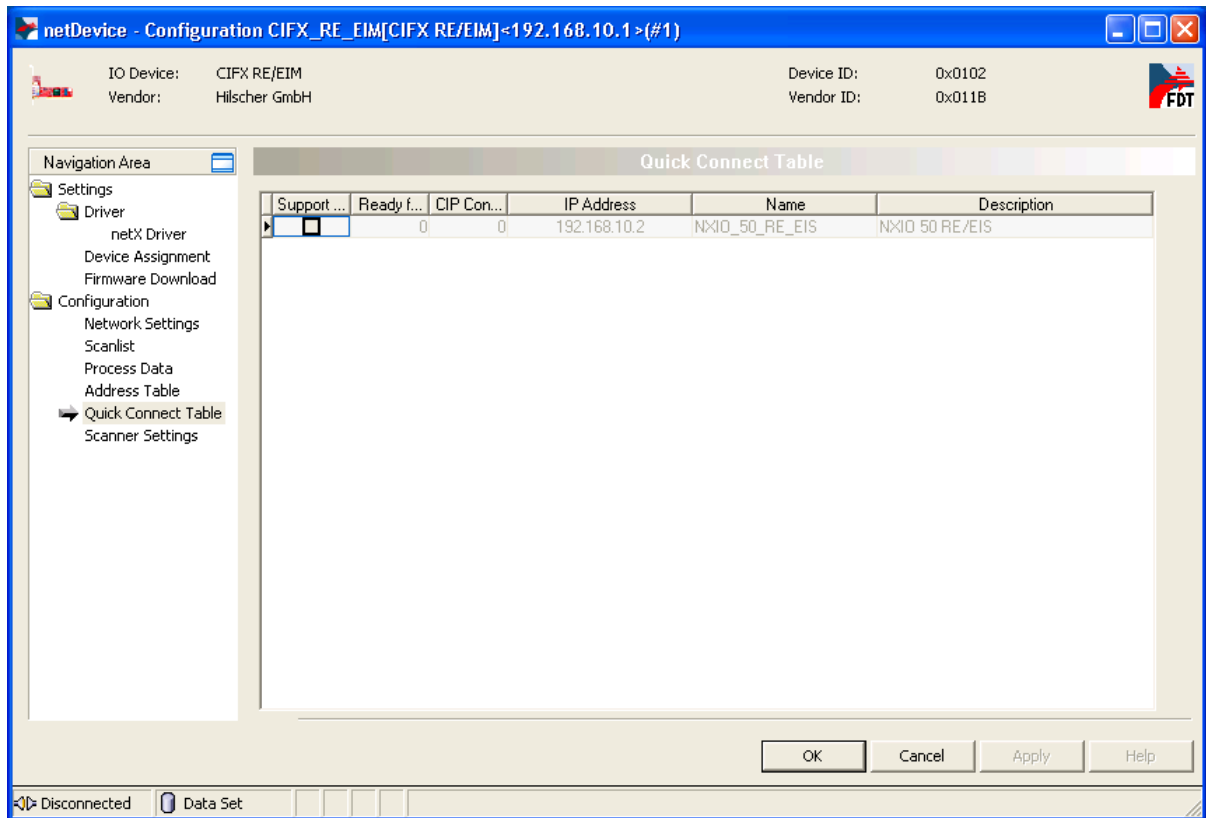 netDevice - Configuration CIFX_RE_EIM[CIFX RE/EIM]<192.168.10.1>(#1)
IO Device: CIFX RE/EIM Device ID: 0x0102
Vendor: Hilscher GmbH Vendor ID: 0x011B
FDT
Navigation Area
Quick Connect Table
Settings
Driver
netX Driver
Device Assignment
Firmware Download
Configuration
Network Settings
Scanlist
Process Data
Address Table
Quick Connect Table
Scanner Settings
Support ... Ready f... CIP Con... IP Address Name Description
0 0 192.168.10.2 NXIO_50_RE_EIS NXIO 50 RE/EIS
OK Cancel Apply Help
Disconnected Data Set